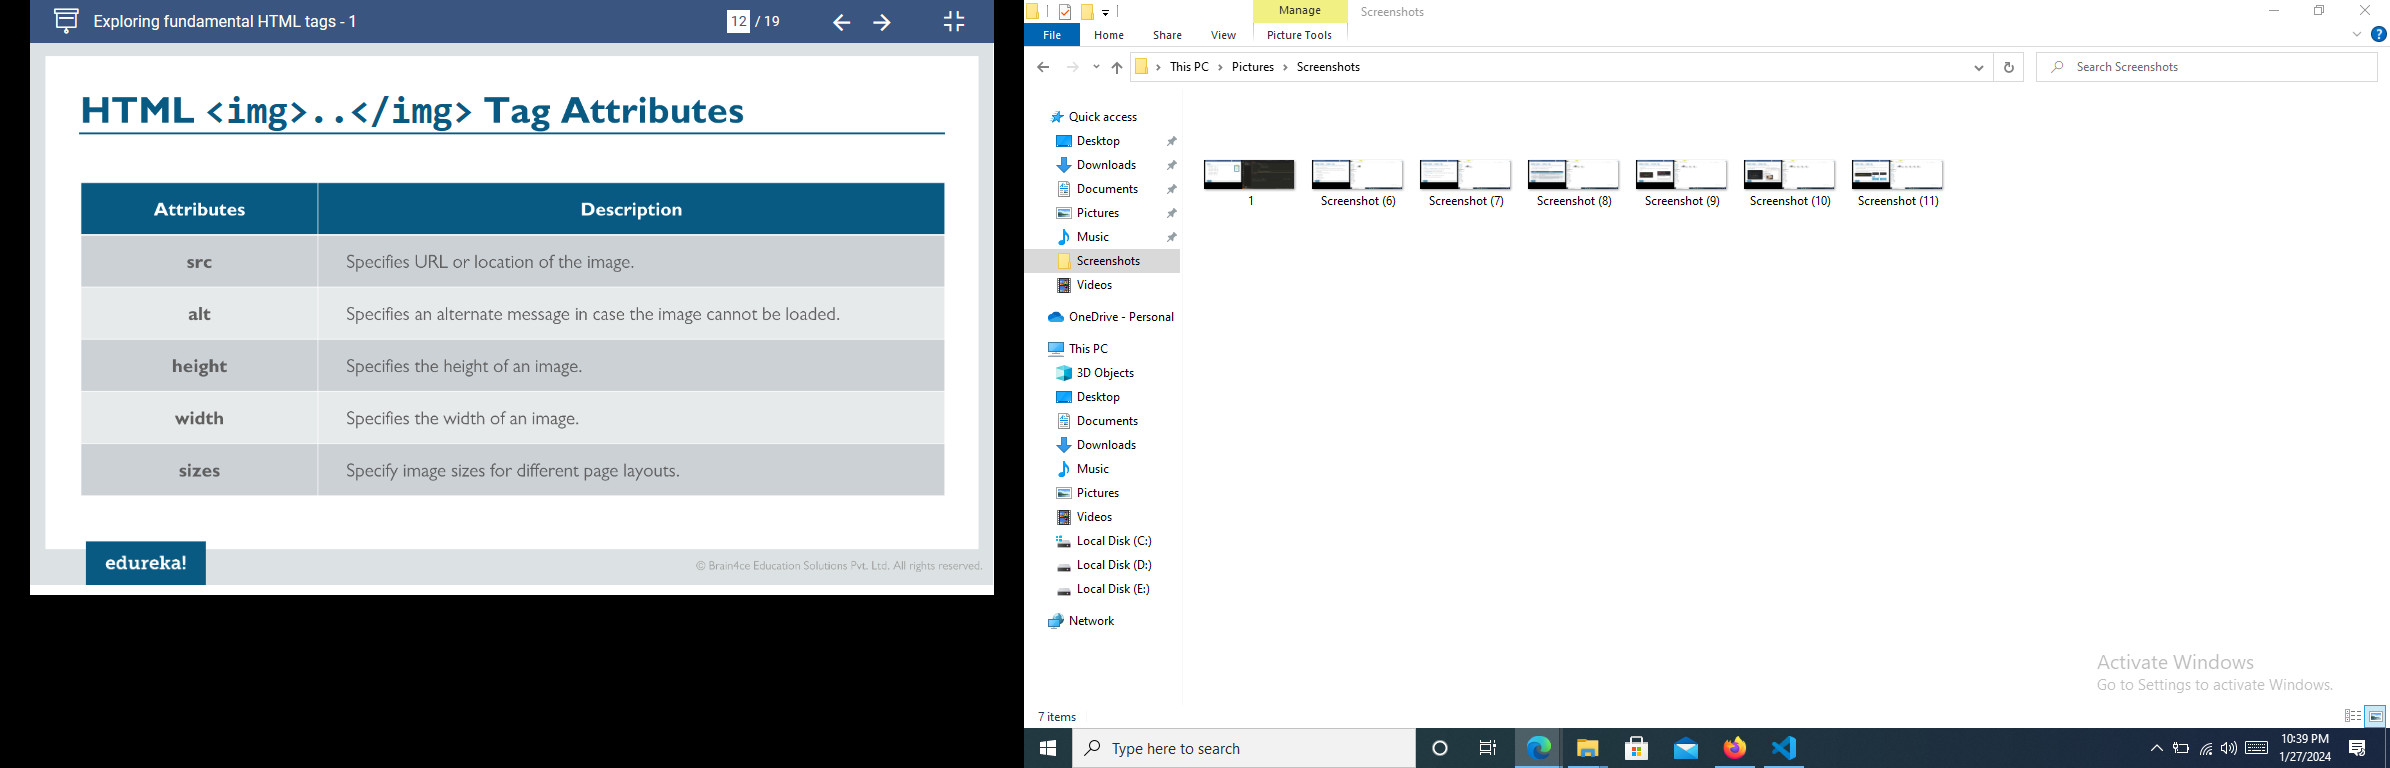 Exploring fundamental HTML tags - 1
12 / 19
HTML <img>..</img> Tag Attributes
Attributes Description
src Specifies URL or location of the image.
alt Specifies an alternate message in case the image cannot be loaded.
height Specifies the height of an image.
width Specifies the width of an image.
sizes Specify image sizes for different page layouts.
edureka!
© Brain4ce Education Solutions Pvt. Ltd. All rights reserved.
Manage Screenshots
File Home Share View Picture Tools
This PC > Pictures > Screenshots
Search Screenshots
Quick access
Desktop
Downloads
Documents
Pictures
Music
Screenshots
Videos
OneDrive - Personal
This PC
3D Objects
Desktop
Documents
Downloads
Music
Pictures
Videos
Local Disk (C:)
Local Disk (D:)
Local Disk (E:)
Network
1 Screenshot (6) Screenshot (7) Screenshot (8) Screenshot (9) Screenshot (10) Screenshot (11)
Activate Windows
Go to Settings to activate Windows.
7 items
Type here to search
10:39 PM
1/27/2024